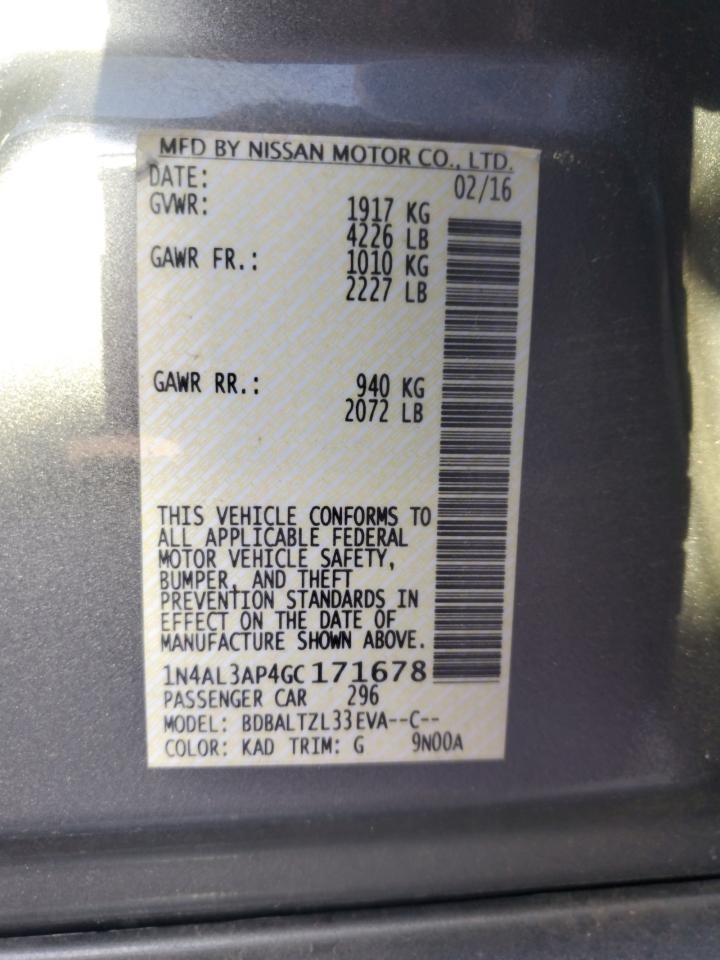 MFD BY NISSAN MOTOR CO., LTD.
DATE: 02/16
GVWR: 1917 KG
4226 LB
GAWR FR.: 1010 KG
2227 LB
GAWR RR.: 940 KG
2072 LB
THIS VEHICLE CONFORMS TO
ALL APPLICABLE FEDERAL
MOTOR VEHICLE SAFETY,
BUMPER, AND THEFT
PREVENTION STANDARDS IN
EFFECT ON THE DATE OF
MANUFACTURE SHOWN ABOVE.
1N4AL3AP4GC171678
PASSENGER CAR 296
MODEL: BDBALTZL33EVA--C--
COLOR: KAD TRIM: G 9N00A